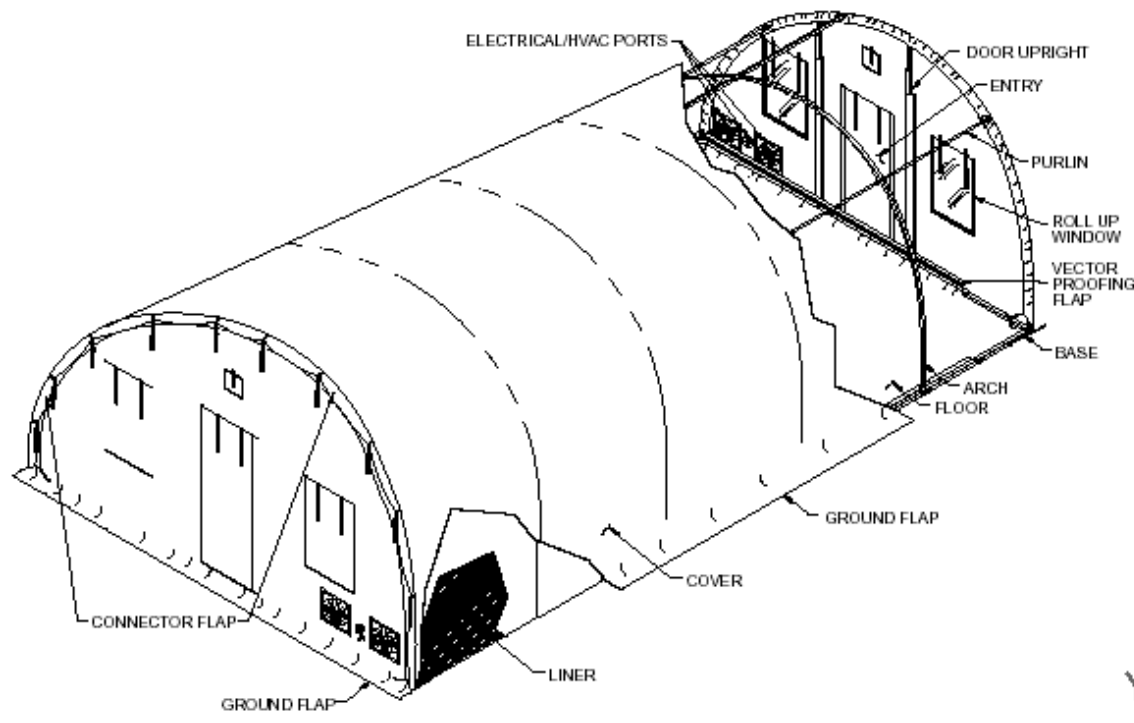 ELECTRICAL/HVAC PORTS
DOOR UPRIGHT
ENTRY
PURLIN
ROLL UP
WINDOW
VECTOR
PROOFING
FLAP
BASE
ARCH
FLOOR
GROUND FLAP
COVER
CONNECTOR FLAP
LINER
GROUND FLAP